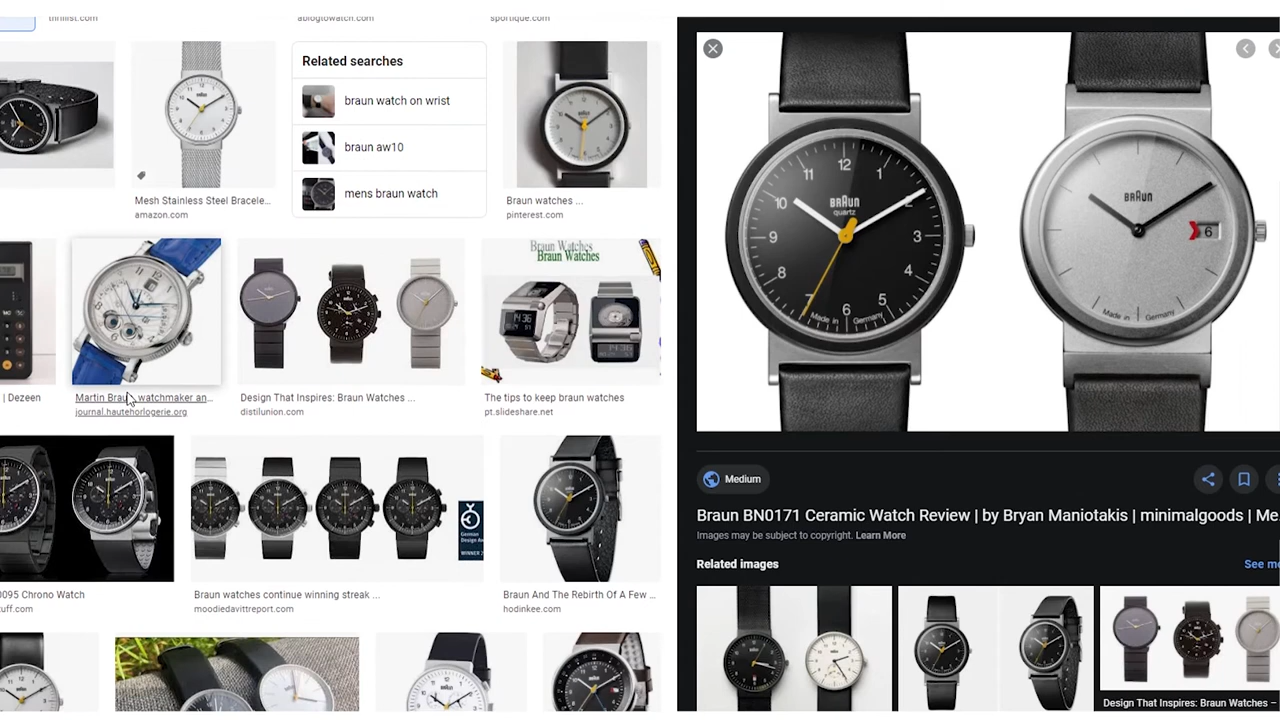 thrillist.com
ablogtowatch.com
sportique.com
Related searches
braun watch on wrist
braun aw10
mens braun watch
Mesh Stainless Steel Bracele...
amazon.com
Braun watches ...
pinterest.com
Braun Watches
Braun Watches
| Dezeen
Martin Braun, watchmaker an...
journal.hautehorlogerie.org
Design That Inspires: Braun Watches ...
distilunion.com
The tips to keep braun watches
pt.slideshare.net
0095 Chrono Watch
uff.com
Braun watches continue winning streak ...
moodiedavittreport.com
Braun And The Rebirth Of A Few ...
hodinkee.com
BRAUN
quartz
12
1
2
3
4
5
6
7
8
9
10
11
Made in Germany
BRAUN
6
Made in Germany
Medium
Braun BN0171 Ceramic Watch Review | by Bryan Maniotakis | minimalgoods | Me
Images may be subject to copyright. Learn More
Related images
See mo
Design That Inspires: Braun Watches –